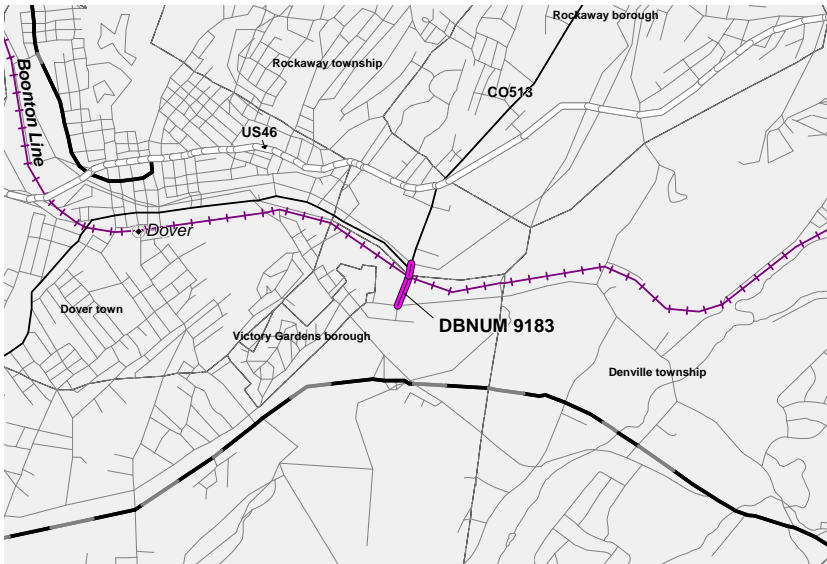 Rockaway borough
Rockaway township
Boonton Line
CO513
US46
Dover
Dover town
DBNUM 9183
Victory Gardens borough
Denville township